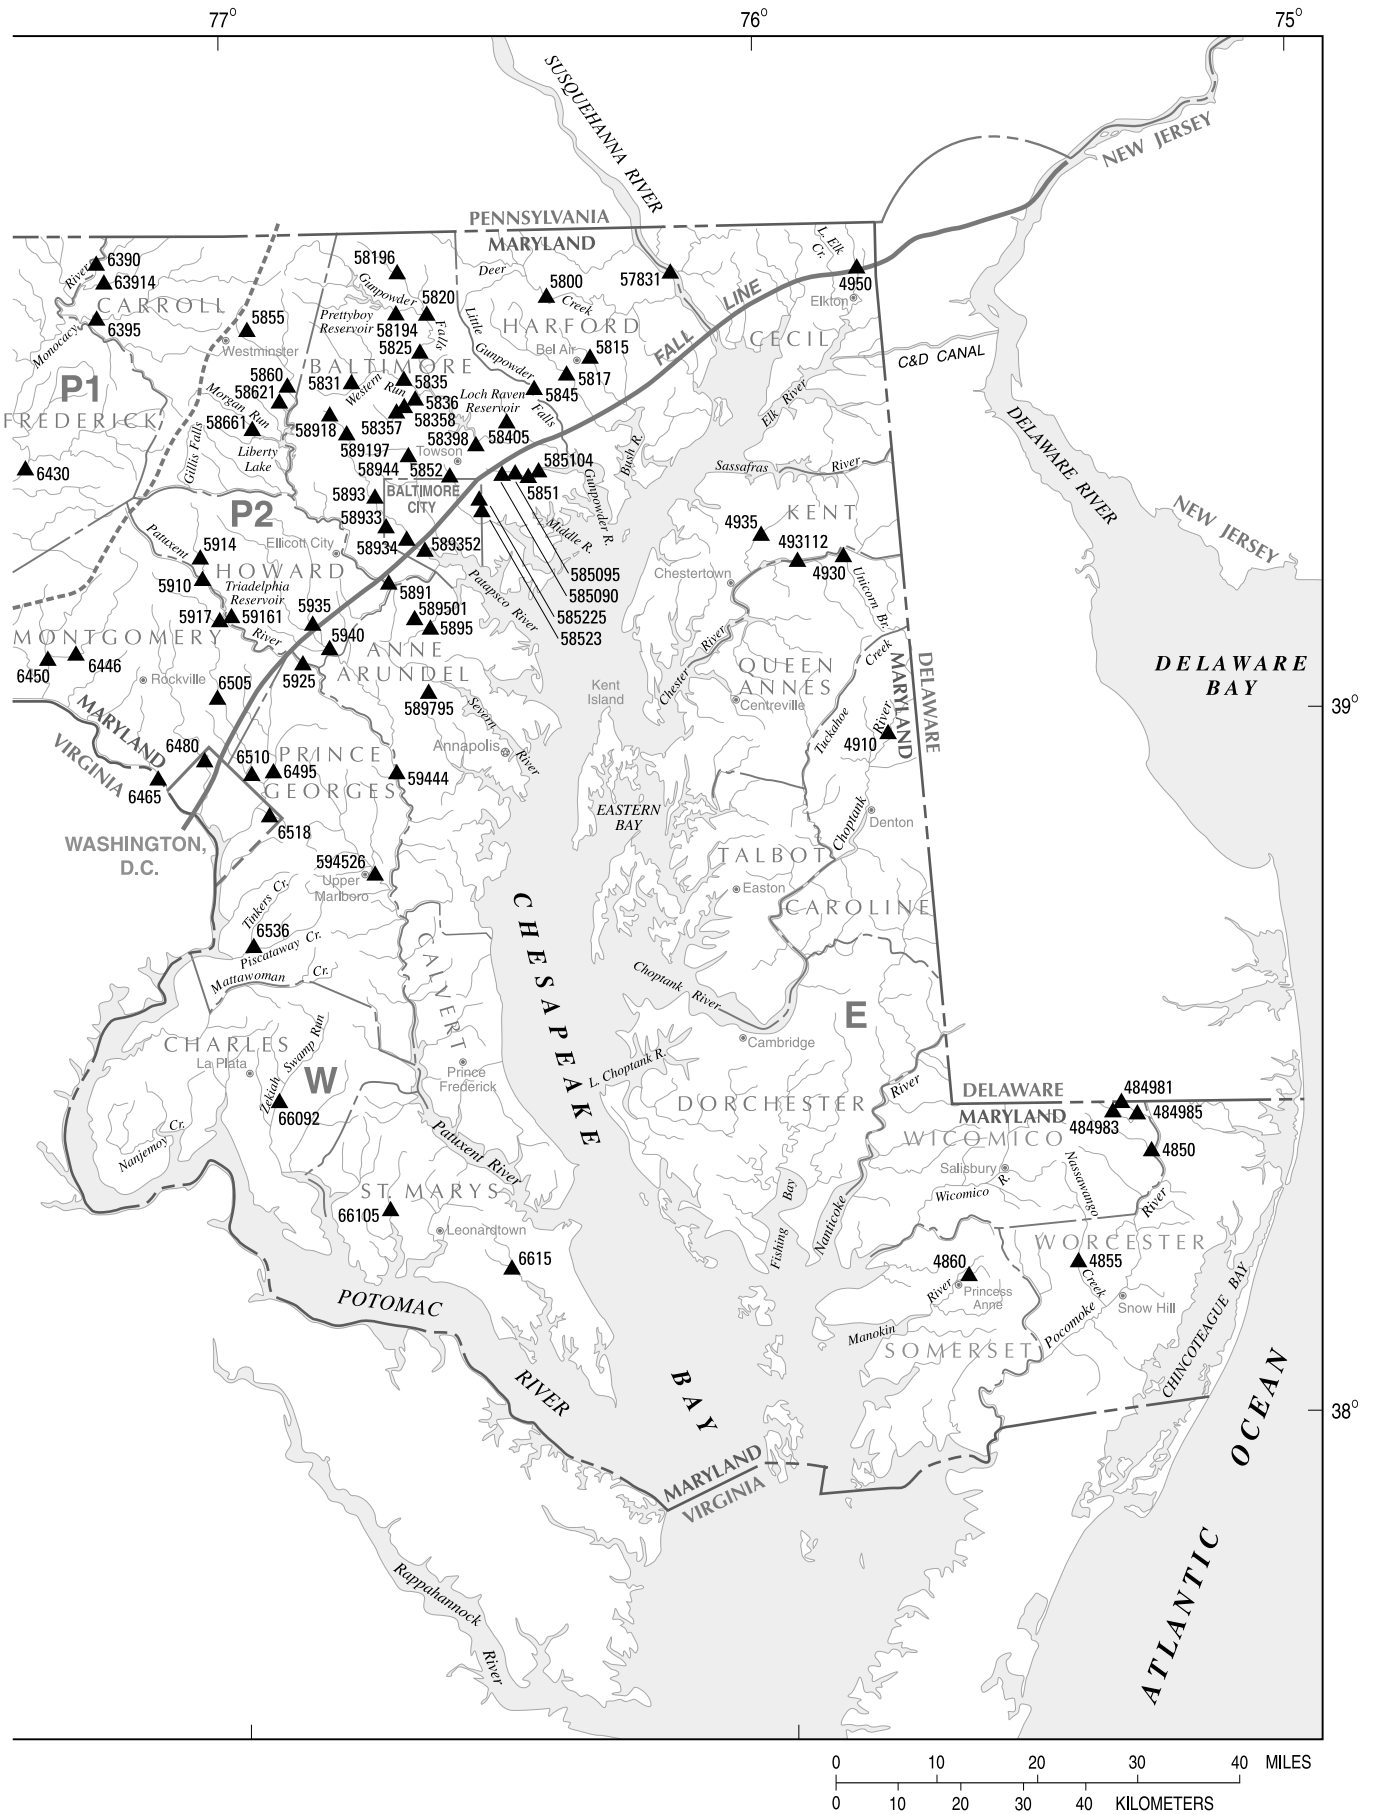 77°
76°
75°
SUSQUEHANNA RIVER
NEW JERSEY
PENNSYLVANIA
MARYLAND
L. Elk
Cr.
6390
River
63914
CARROLL
6395
Monocacy
58196
Gunpowder
5820
Prettyboy
Reservoir
58194
Falls
Deer
5800
Creek
57831
4950
Elkton
LINE
FALL
HARFORD
CECIL
5855
Westminster
5825
Little
Gunpowder
Falls
Bel Air
5815
5817
C&D CANAL
BALTIMORE
P1
FREDERICK
5860
58621
5831
Western
Run
5835
5836
58358
58357
Loch Raven
Reservoir
5845
58405
Morgan Run
58661
58918
589197
58398
Towson
Elk River
Bush R.
DELAWARE RIVER
6430
Gillis Falls
Liberty
Lake
58944
5852
585104
5851
Sassafras
River
Gunpowder R.
5893
BALTIMORE
CITY
P2
58933
Middle R.
4935
KENT
NEW JERSEY
Patuxent
Ellicott City
58934
589352
493112
4930
5914
5910
HOWARD
585095
585090
585225
58523
Chestertown
Unicorn Br.
Patapsco River
Triadelphia
Reservoir
5891
5917
59161
5935
589501
5895
MONTGOMERY
River
5940
ANNE
ARUNDEL
Chester River
Creek
QUEEN
ANNES
MARYLAND
DELAWARE
DELAWARE
BAY
6450
6446
Rockville
5925
6505
Kent
Island
Centreville
39°
589795
Severn
River
Tuckahoe
River
4910
MARYLAND
VIRGINIA
6480
6510
PRINCE
GEORGES
6495
Annapolis
59444
6465
EASTERN
BAY
Choptank
Denton
6518
WASHINGTON,
D.C.
TALBOT
594526
Upper
Marlboro
Easton
Tinkers Cr.
CHESAPEAKE
CAROLINE
6536
Piscataway Cr.
Mattawoman
Cr.
CALVERT
Choptank River
E
CHARLES
La Plata
Zekiah Swamp Run
W
Cambridge
Prince
Frederick
L. Choptank R.
66092
DORCHESTER
River
DELAWARE
MARYLAND
484981
484983
484985
4850
Nanjemoy Cr.
Patuxent River
WICOMICO
Salisbury
Nassawango
ST MARYS
66105
Leonardtown
Bay
Fishing
Nanticoke
Wicomico
R.
River
6615
WORCESTER
4860
4855
Creek
River
Princess
Anne
Snow Hill
POTOMAC
Manokin
Pocomoke
SOMERSET
CHINCOTEAGUE BAY
RIVER
BAY
38°
OCEAN
MARYLAND
VIRGINIA
ATLANTIC
Rappahannock
River
0 10 20 30 40 MILES
0 10 20 30 40 KILOMETERS